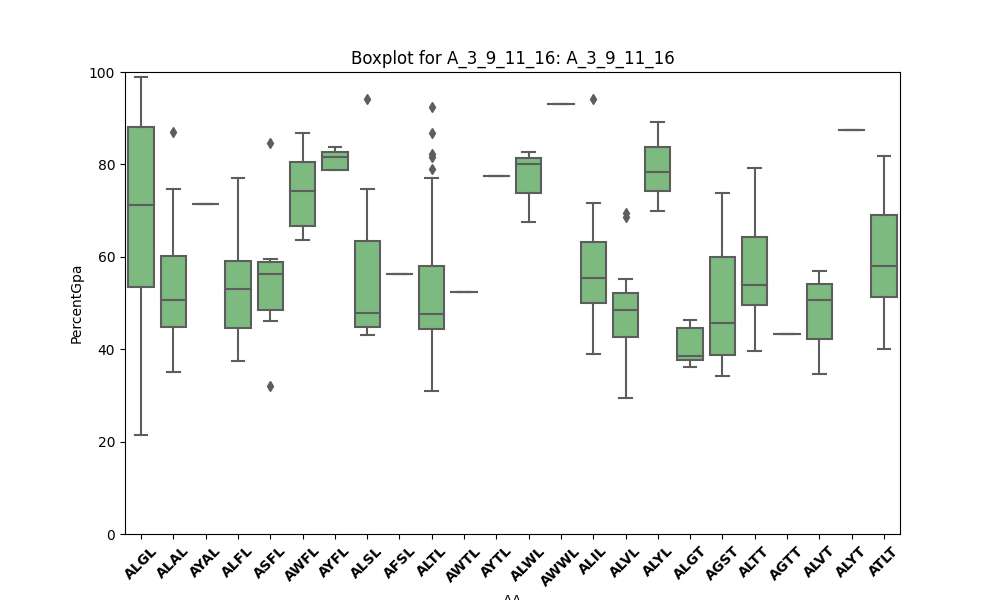 Boxplot for A_3_9_11_16: A_3_9_11_16
100
80
60
40
20
0
PercentGpa
ALGL ALAL AYAL ALFL ASFL AWFL AYFL ALSL AFSL ALTL AWTL AYTL ALWL AWWL ALIL ALVL ALYL ALGT AGST ALTT AGTT ALVT ALYT ATLT
AA